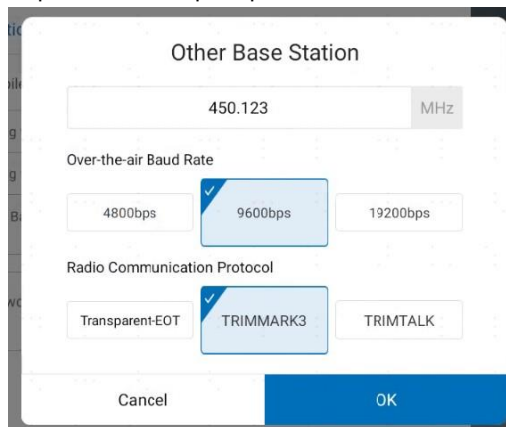 Other Base Station
450.123 MHz
Over-the-air Baud Rate
4800bps 9600bps 19200bps
Radio Communication Protocol
Transparent-EOT TRIMMARK3 TRIMTALK
Cancel OK